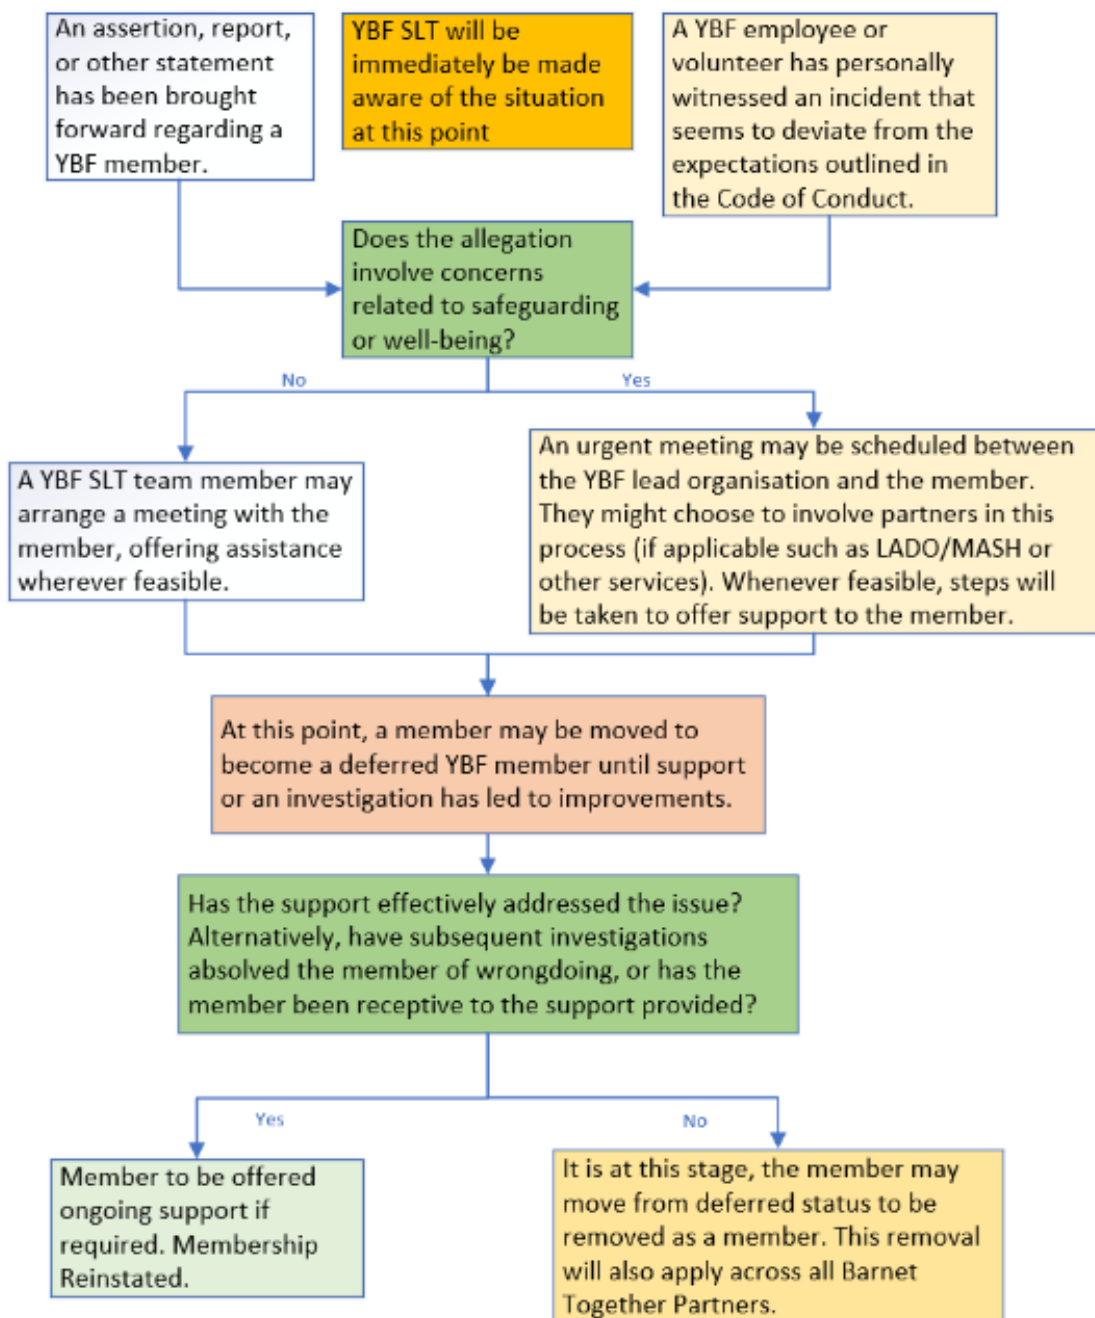 An assertion, report,
or other statement
has been brought
forward regarding a
YBF member.
YBF SLT will be
immediately be made
aware of the situation
at this point
A YBF employee or
volunteer has personally
witnessed an incident that
seems to deviate from the
expectations outlined in
the Code of Conduct.
Does the allegation
involve concerns
related to safeguarding
or well-being?
No
Yes
A YBF SLT team member may
arrange a meeting with the
member, offering assistance
wherever feasible.
An urgent meeting may be scheduled between
the YBF lead organisation and the member.
They might choose to involve partners in this
process (if applicable such as LADO/MASH or
other services). Whenever feasible, steps will
be taken to offer support to the member.
At this point, a member may be moved to
become a deferred YBF member until support
or an investigation has led to improvements.
Has the support effectively addressed the issue?
Alternatively, have subsequent investigations
absolved the member of wrongdoing, or has the
member been receptive to the support provided?
Yes
No
Member to be offered
ongoing support if
required. Membership
Reinstated.
It is at this stage, the member may
move from deferred status to be
removed as a member. This removal
will also apply across all Barnet
Together Partners.